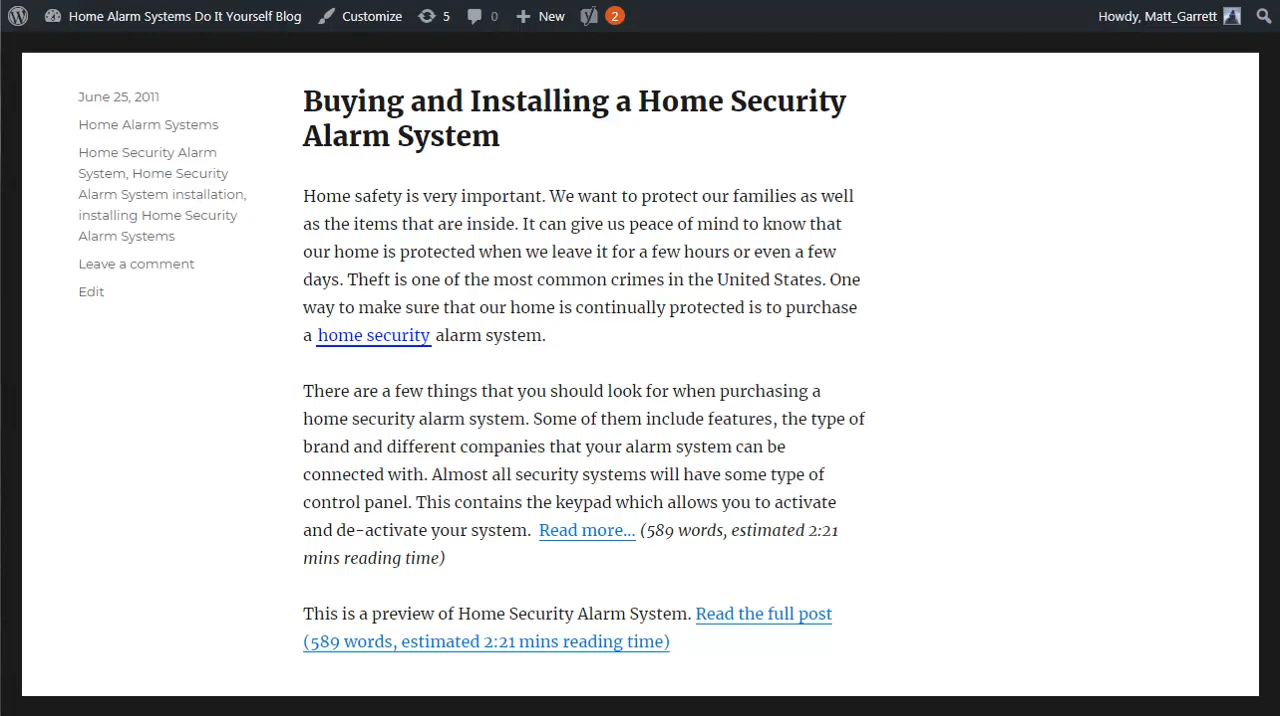 Home Alarm Systems Do It Yourself Blog Customize 5 0 New 2 Howdy, Matt_Garrett
June 25, 2011
Home Alarm Systems
Home Security Alarm
System, Home Security
Alarm System installation,
installing Home Security
Alarm Systems
Leave a comment
Edit
Buying and Installing a Home Security
Alarm System
Home safety is very important. We want to protect our families as well
as the items that are inside. It can give us peace of mind to know that
our home is protected when we leave it for a few hours or even a few
days. Theft is one of the most common crimes in the United States. One
way to make sure that our home is continually protected is to purchase
a home security alarm system.
There are a few things that you should look for when purchasing a
home security alarm system. Some of them include features, the type of
brand and different companies that your alarm system can be
connected with. Almost all security systems will have some type of
control panel. This contains the keypad which allows you to activate
and de-activate your system. Read more... (589 words, estimated 2:21
mins reading time)
This is a preview of Home Security Alarm System. Read the full post
(589 words, estimated 2:21 mins reading time)